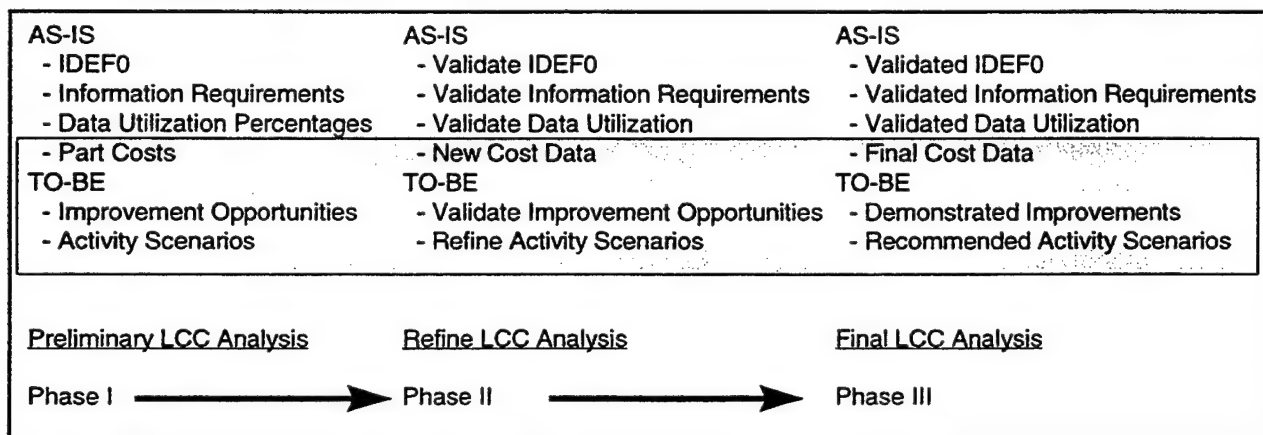 AS-IS
- IDEF0
- Information Requirements
- Data Utilization Percentages
- Part Costs
TO-BE
- Improvement Opportunities
- Activity Scenarios
Preliminary LCC Analysis
Phase I
AS-IS
- Validate IDEF0
- Validate Information Requirements
- Validate Data Utilization
- New Cost Data
TO-BE
- Validate Improvement Opportunities
- Refine Activity Scenarios
Refine LCC Analysis
Phase II
AS-IS
- Validated IDEF0
- Validated Information Requirements
- Validated Data Utilization
- Final Cost Data
TO-BE
- Demonstrated Improvements
- Recommended Activity Scenarios
Final LCC Analysis
Phase III